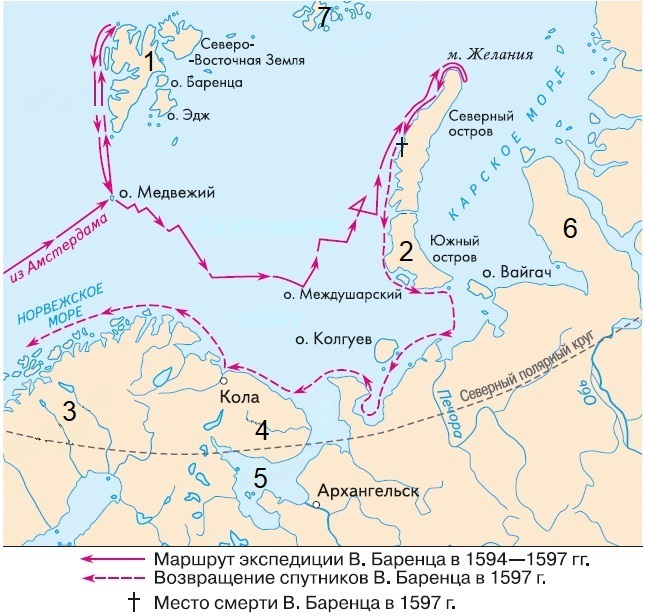 7
1
Северо-
-Восточная Земля
о. Баренца
о. Эдж
м. Желания
Северный
остров
КАРСКОЕ МОРЕ
о. Медвежий
из Амстердама
2
Южный
остров
6
о. Вайгач
о. Междушарский
НОРВЕЖСКОЕ
МОРЕ
о. Колгуев
Северный полярный круг
Кола
Печора
Обь
3
4
5
Архангельск
Маршрут экспедиции В. Баренца в 1594—1597 гг.
Возвращение спутников В. Баренца в 1597 г.
Место смерти В. Баренца в 1597 г.